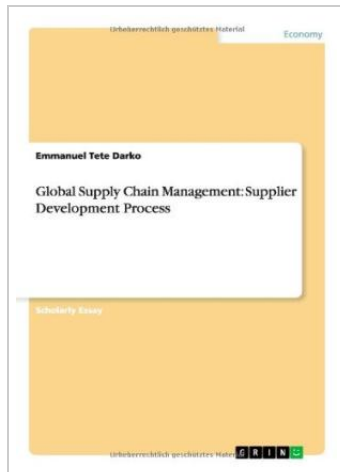 Urheberrechtlich geschütztes Material
Economy
Emmanuel Tete Darko
Global Supply Chain Management: Supplier
Development Process
Scholarly Essay
Urheberrechtlich geschütztes Mater
GRIN